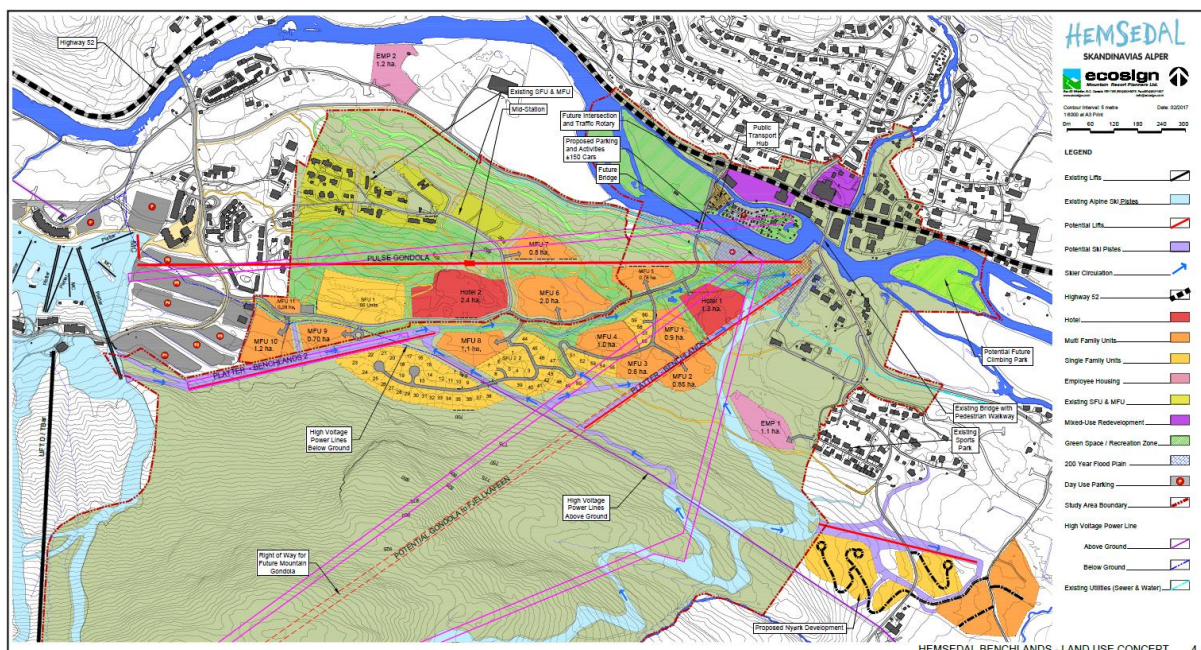 Highway 52
EMP 2
1.2 ha.
Existing SFU & MFU
Mid-Station
Future Intersection
and Traffic Rotary
Proposed Parking
and Activities
±150 Cars
Future
Bridge
Public
Transport
Hub
PULSE GONDOLA
MFU 7
0.8 ha.
MFU 5
Hotel 2
2.4 ha.
MFU 6
2.0 ha.
Hotel 1
1.3 ha.
SFU 1
MFU 11
MFU 10
1.2 ha.
MFU 9
0.70 ha.
MFU 8
1.1 ha.
MFU 4
1.0 ha.
MFU 1
0.9 ha.
MFU 3
0.6 ha.
MFU 2
0.85 ha.
SFU 2
PLATTER - BENCHLANDS 2
PLATTER - BENCHLANDS
LIFT D / TBar
High Voltage
Power Lines
Below Ground
EMP 1
1.1 ha.
Potential Future
Climbing Park
Existing Bridge with
Pedestrian Walkway
Existing
Sports
Park
High Voltage
Power Lines
Above Ground
POTENTIAL GONDOLA to FJELLKAFEEN
Right of Way for
Future Mountain
Gondola
Proposed Nyark Development
HEMSEDAL
SKANDINAVIAS ALPER
ecosign
Mountain Resort Planners Ltd.
Contour Interval: 5 metre
Date: 02/2017
1:6000 at A3 Print
0m 60 120 180 240 300
LEGEND
Existing Lifts
Existing Alpine Ski Pistes
Potential Lifts
Potential Ski Pistes
Skier Circulation
Highway 52
Hotel
Multi Family Units
Single Family Units
Employee Housing
Existing SFU & MFU
Mixed-Use Redevelopment
Green Space / Recreation Zone
200 Year Flood Plain
Day Use Parking
Study Area Boundary
High Voltage Power Line
Above Ground
Below Ground
Existing Utilities (Sewer & Water)
HEMSEDAL BENCHLANDS - LAND USE CONCEPT 4